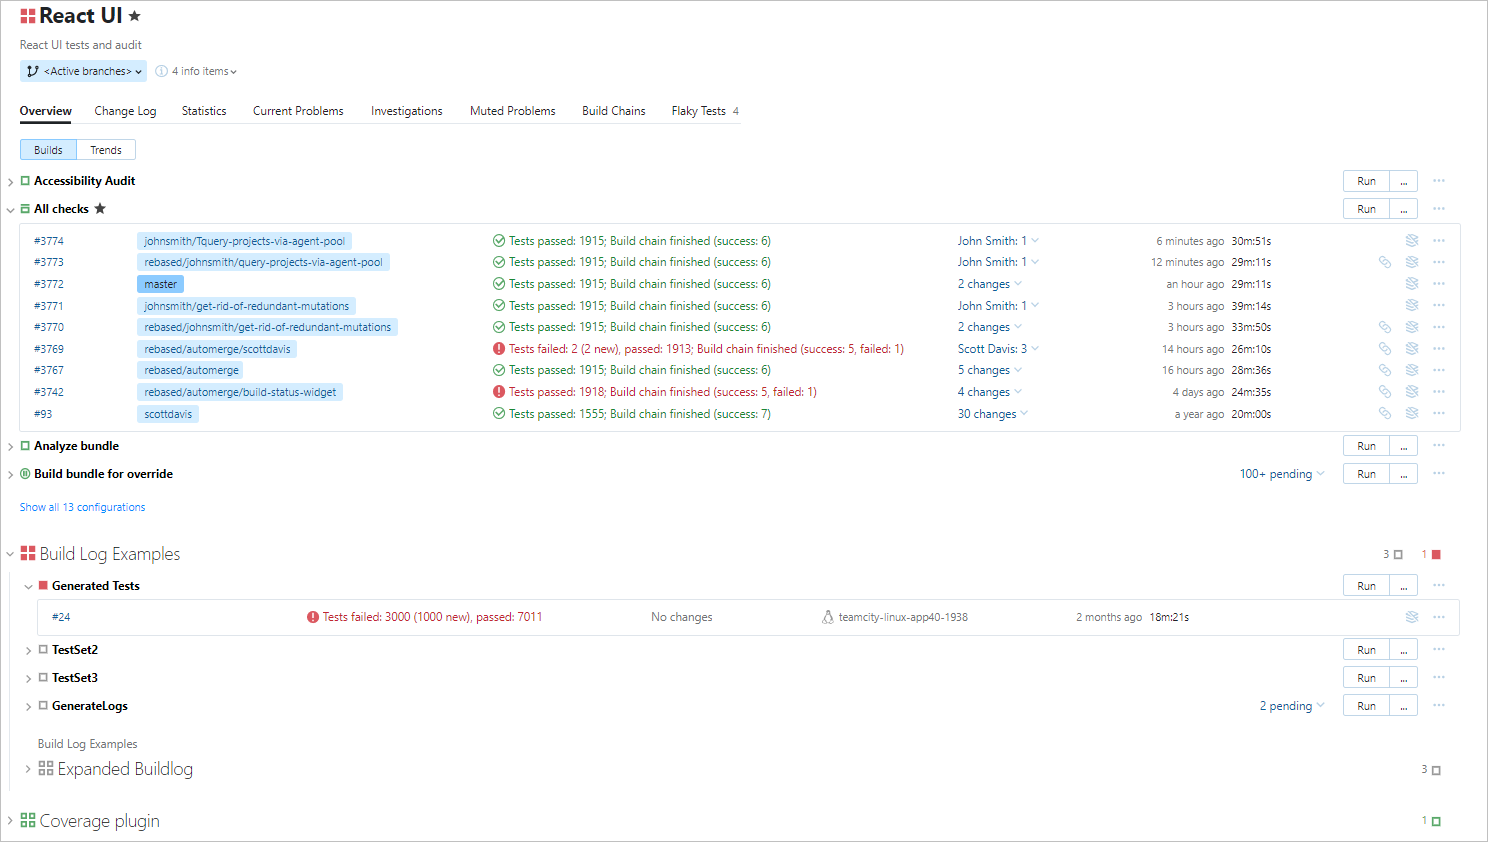 React UI
React UI tests and audit
<Active branches> 4 info items
Overview Change Log Statistics Current Problems Investigations Muted Problems Build Chains Flaky Tests 4
Builds Trends
Accessibility Audit Run ...
All checks Run ...
#3774 johnsmith/Tquery-projects-via-agent-pool Tests passed: 1915; Build chain finished (success: 6) John Smith: 1 6 minutes ago 30m:51s
#3773 rebased/johnsmith/query-projects-via-agent-pool Tests passed: 1915; Build chain finished (success: 6) John Smith: 1 12 minutes ago 29m:11s
#3772 master Tests passed: 1915; Build chain finished (success: 6) 2 changes an hour ago 29m:11s
#3771 johnsmith/get-rid-of-redundant-mutations Tests passed: 1915; Build chain finished (success: 6) John Smith: 1 3 hours ago 39m:14s
#3770 rebased/johnsmith/get-rid-of-redundant-mutations Tests passed: 1915; Build chain finished (success: 6) 2 changes 3 hours ago 33m:50s
#3769 rebased/automerge/scottdavis Tests failed: 2 (2 new), passed: 1913; Build chain finished (success: 5, failed: 1) Scott Davis: 3 14 hours ago 26m:10s
#3767 rebased/automerge Tests passed: 1915; Build chain finished (success: 6) 5 changes 16 hours ago 28m:36s
#3742 rebased/automerge/build-status-widget Tests passed: 1918; Build chain finished (success: 5, failed: 1) 4 changes 4 days ago 24m:35s
#93 scottdavis Tests passed: 1555; Build chain finished (success: 7) 30 changes a year ago 20m:00s
Analyze bundle Run ...
Build bundle for override 100+ pending Run ...
Show all 13 configurations
Build Log Examples 3 1
Generated Tests Run ...
#24 Tests failed: 3000 (1000 new), passed: 7011 No changes teamcity-linux-app40-1938 2 months ago 18m:21s
TestSet2 Run ...
TestSet3 Run ...
GenerateLogs 2 pending Run ...
Build Log Examples
Expanded Buildlog 3
Coverage plugin 1